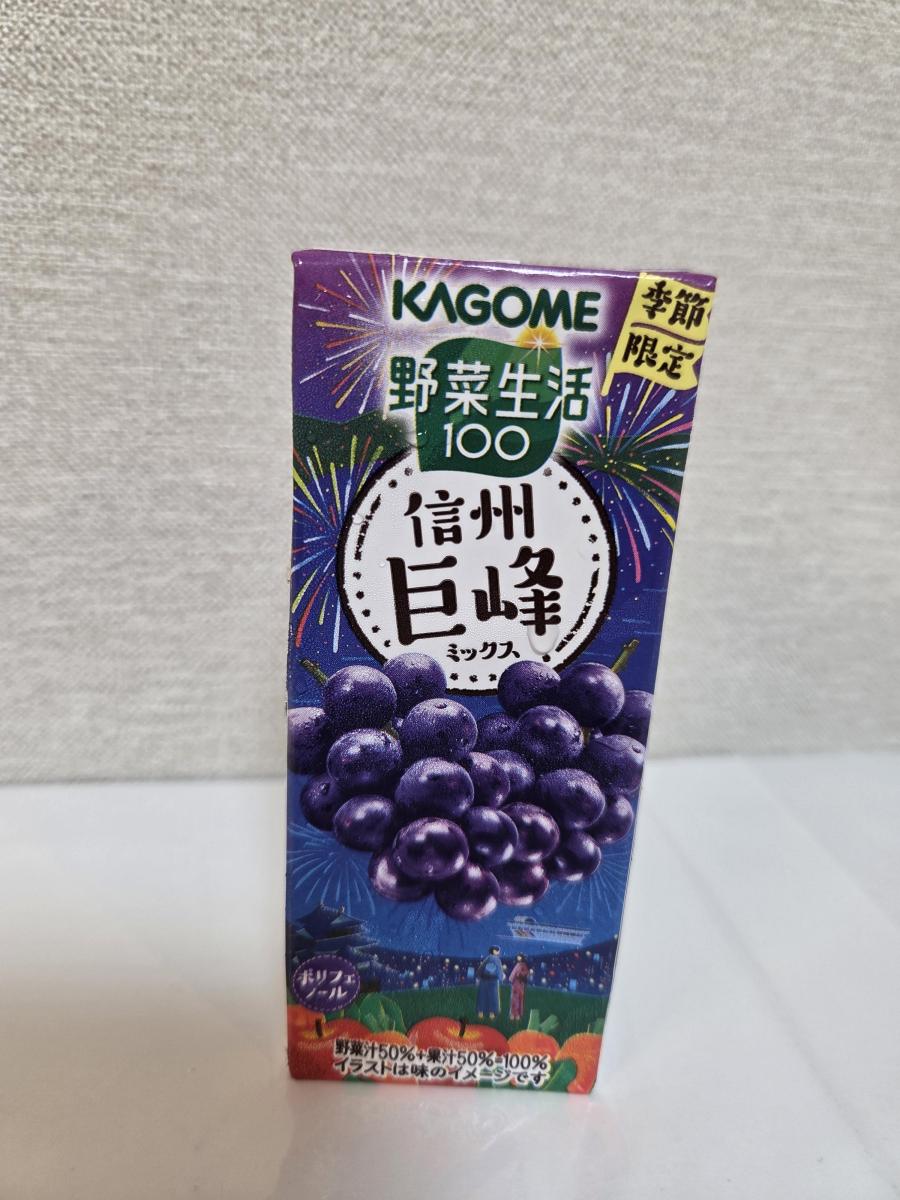 KAGOME
季節
限定
野菜生活
100
信州
巨峰
ミックス
ポリフェ
ノール
野菜汁50%+果汁50%=100%
イラストは味のイメージです